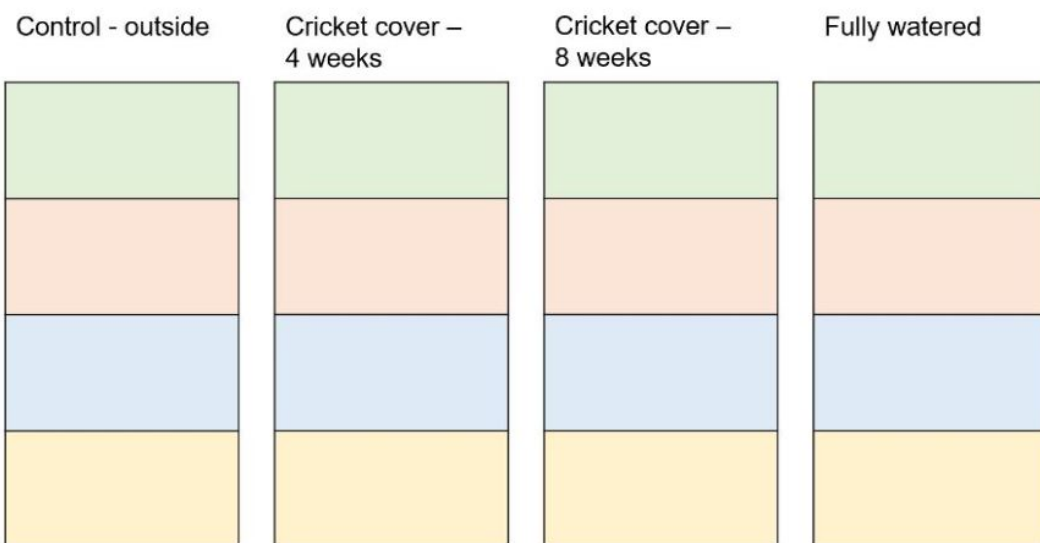 Control - outside
Cricket cover –
4 weeks
Cricket cover –
8 weeks
Fully watered